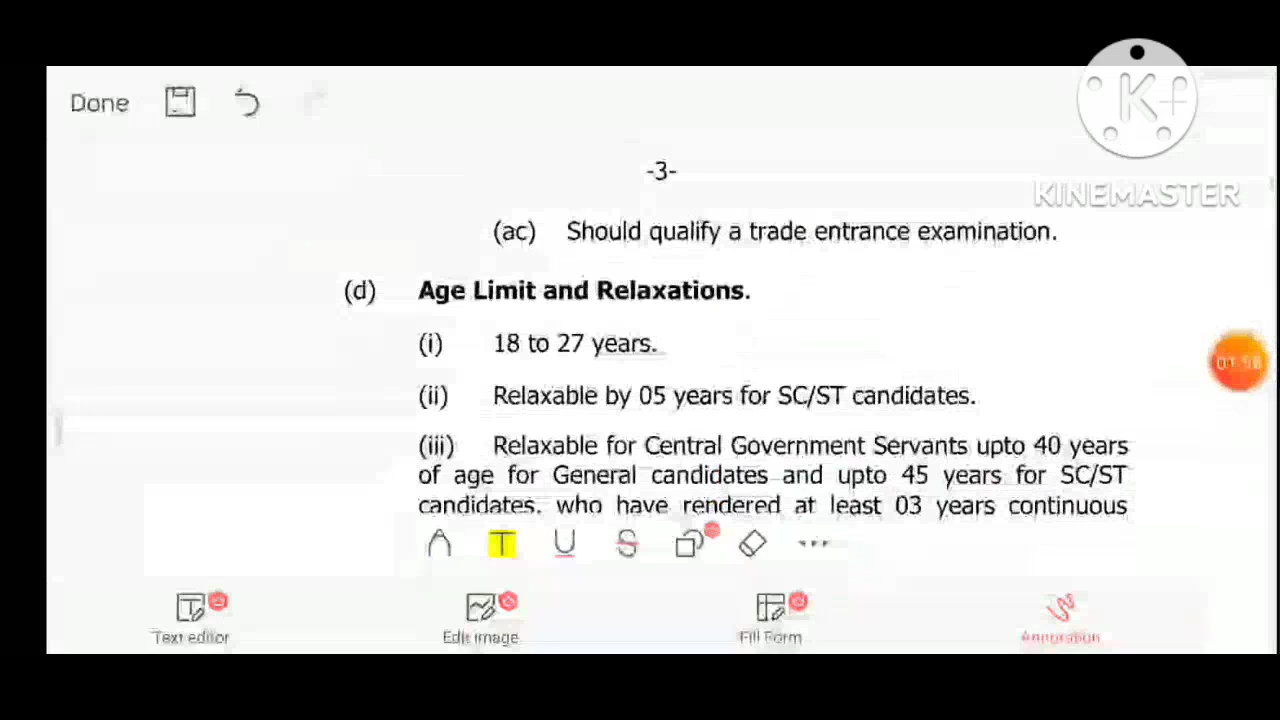 Done
KINEMASTER
-3-
(ac) Should qualify a trade entrance examination.
(d) Age Limit and Relaxations.
(i) 18 to 27 years.
(ii) Relaxable by 05 years for SC/ST candidates.
(iii) Relaxable for Central Government Servants upto 40 years
of age for General candidates and upto 45 years for SC/ST
candidates. who have rendered at least 03 years continuous
Text editor
Edit image
Fill Form
Annotation